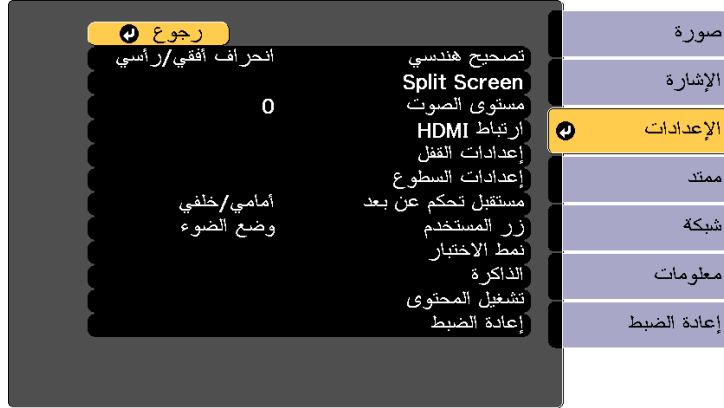 صورة
الإشارة
الإعدادات
ممتد
شبكة
معلومات
إعادة الضبط
رجوع
تصحيح هندسي انحراف أفقي/رأسي
Split Screen
مستوى الصوت 0
ارتباط HDMI
إعدادات القفل
إعدادات السطوع
مستقبل تحكم عن بعد أمامي/خلفي
زر المستخدم وضع الضوء
نمط الاختبار
الذاكرة
تشغيل المحتوى
إعادة الضبط